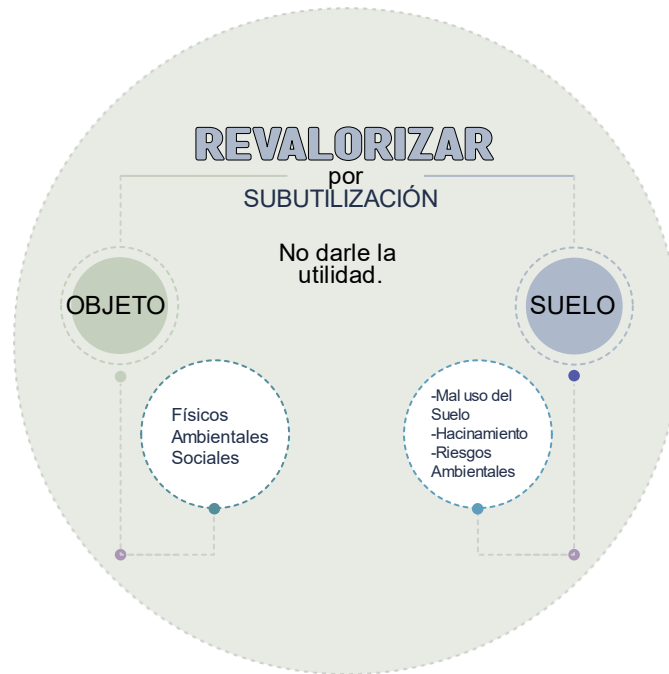 REVALORIZAR
por
SUBUTILIZACIÓN
No darle la
utilidad.
OBJETO
SUELO
Físicos
Ambientales
Sociales
-Mal uso del
Suelo
-Hacinamiento
-Riesgos
Ambientales